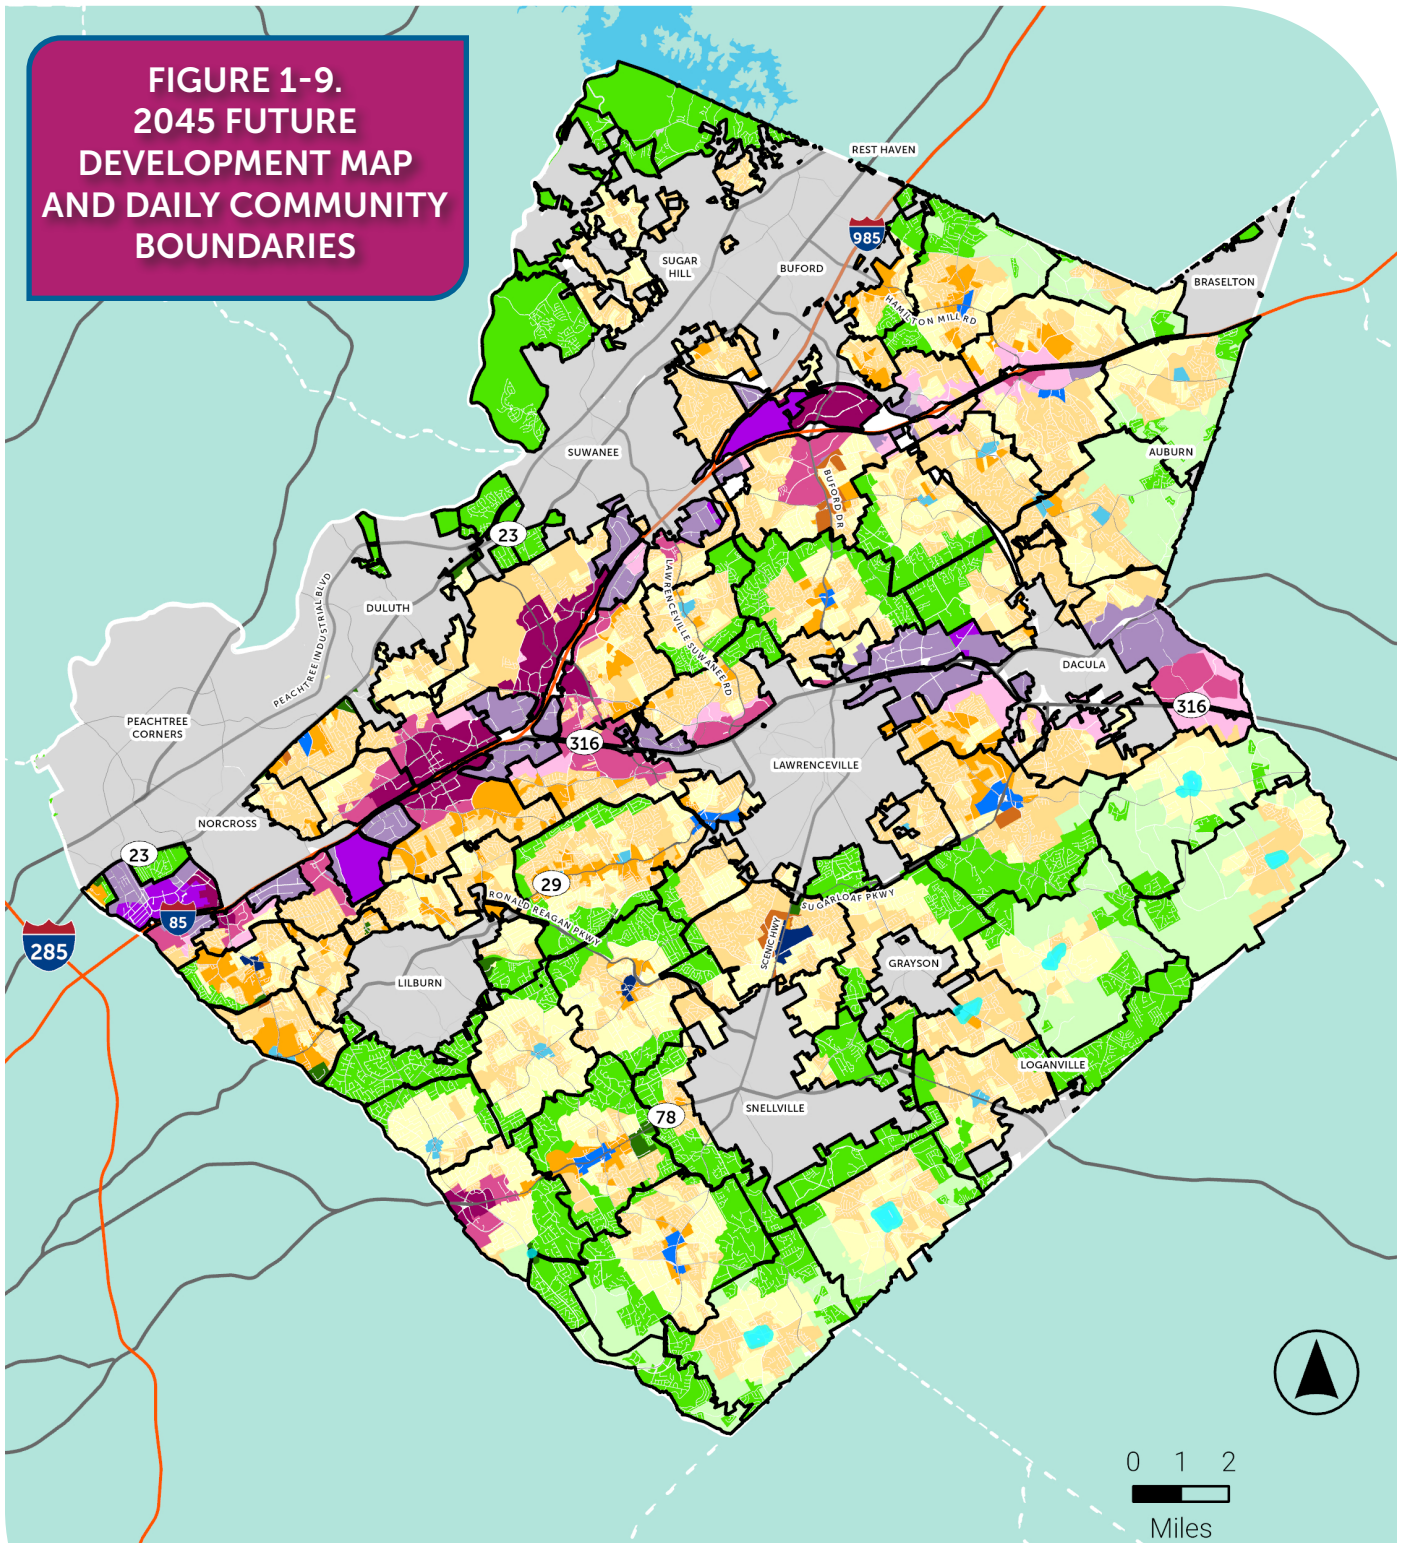 FIGURE 1-9.
2045 FUTURE
DEVELOPMENT MAP
AND DAILY COMMUNITY
BOUNDARIES
REST HAVEN
985
SUGAR
HILL
BUFORD
BRASELTON
HAMILTON MILL RD
SUWANEE
AUBURN
BUFORD DR
23
LAWRENCEVILLE SUWANEE RD
PEACHTREE INDUSTRIAL BLVD
DULUTH
DACULA
316
PEACHTREE
CORNERS
316
LAWRENCEVILLE
NORCROSS
23
29
RONALD REAGAN PKWY
SUGARLOAF PKWY
85
285
SCENIC HWY
GRAYSON
LILBURN
LOGANVILLE
SNELLVILLE
78
0 1 2
Miles